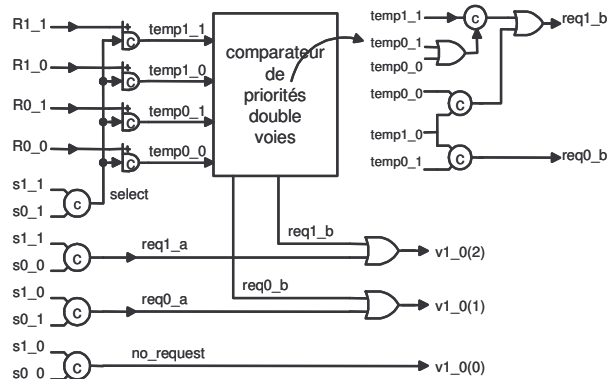 R1_1
R1_0
R0_1
R0_0
s1_1
s0_1
select
+
C
+
C
+
C
+
C
C
temp1_1
temp1_0
temp0_1
temp0_0
comparateur
de
priorités
double
voies
temp1_1
temp0_1
temp0_0
C
req1_b
temp0_0
C
temp1_0
temp0_1
C
req0_b
s1_1
s0_0
C
req1_a
req1_b
v1_0(2)
s1_0
s0_1
C
req0_a
req0_b
v1_0(1)
s1_0
s0_0
C
no_request
v1_0(0)